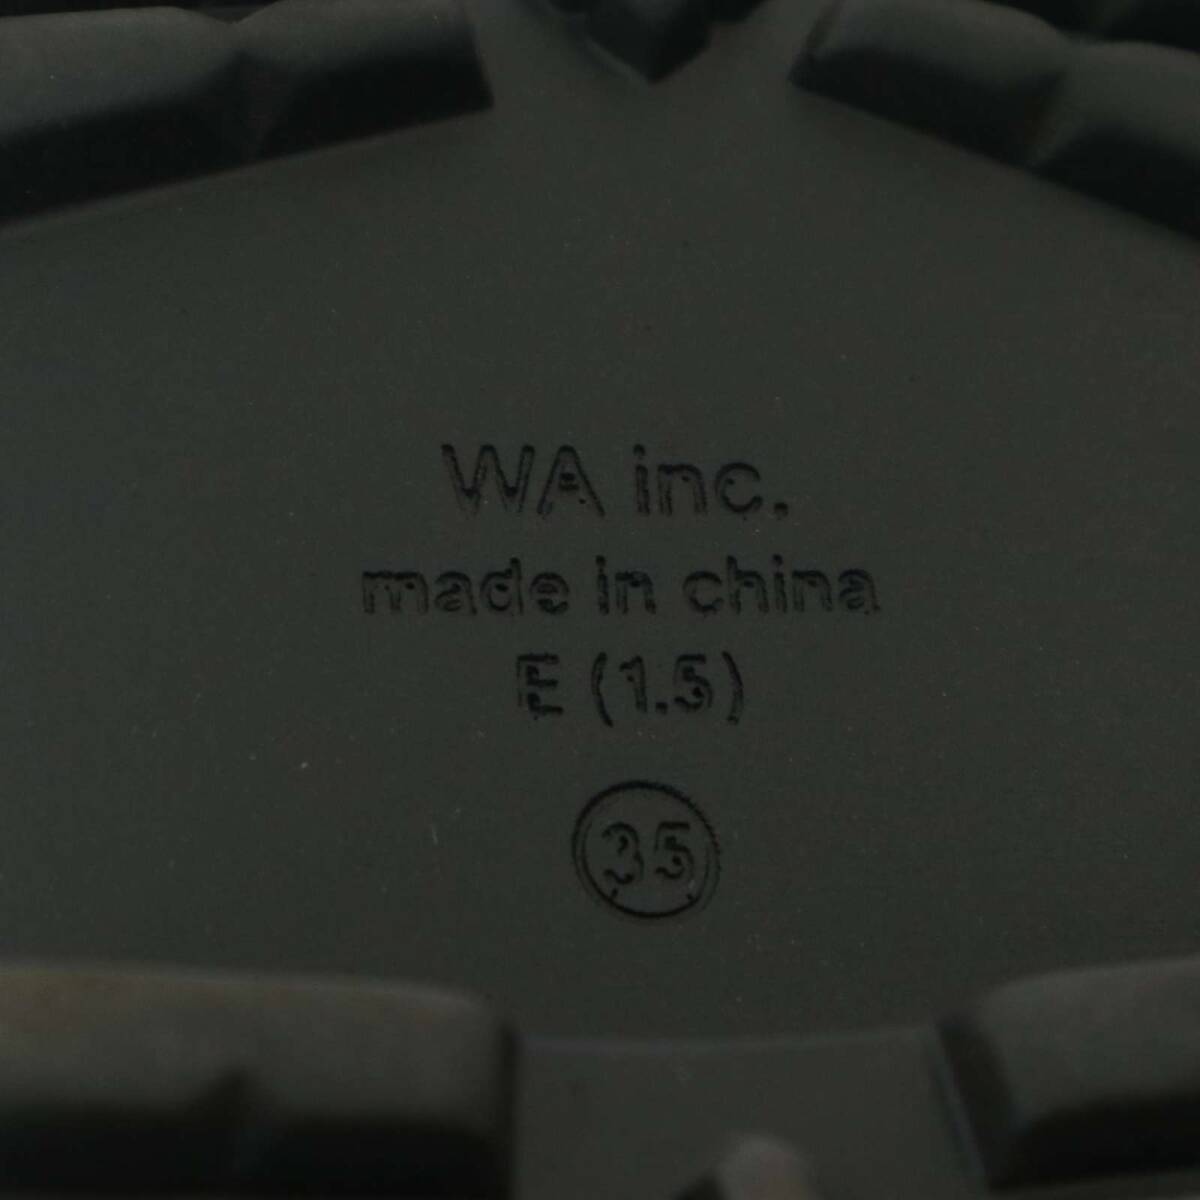 WA inc.
made in china
E (1.5)
35